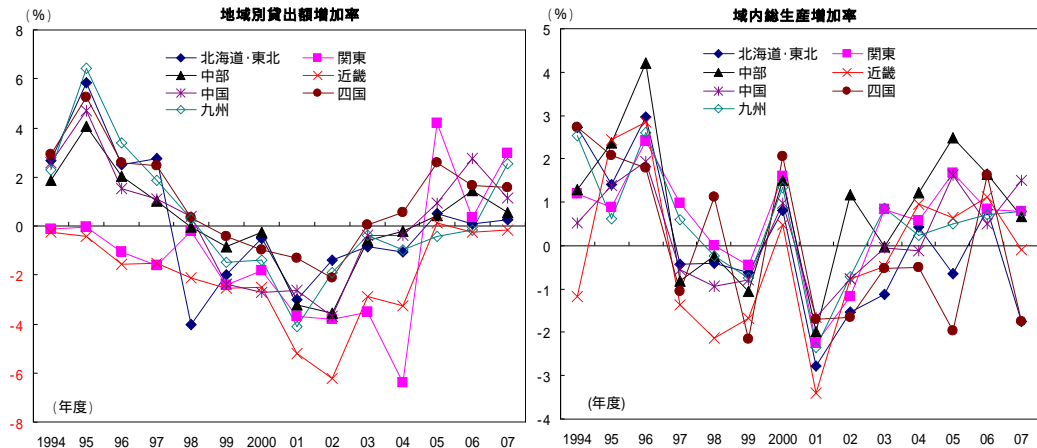 地域別貸出額増加率
(%)
北海道・東北
関東
中部
近畿
中国
四国
九州
8
6
4
2
0
-2
-4
-6
-8
(年度)
1994 95 96 97 98 99 2000 01 02 03 04 05 06 07
域内総生産増加率
(%)
北海道・東北
関東
中部
近畿
中国
四国
九州
5
4
3
2
1
0
-1
-2
-3
-4
(年度)
1994 95 96 97 98 99 2000 01 02 03 04 05 06 07